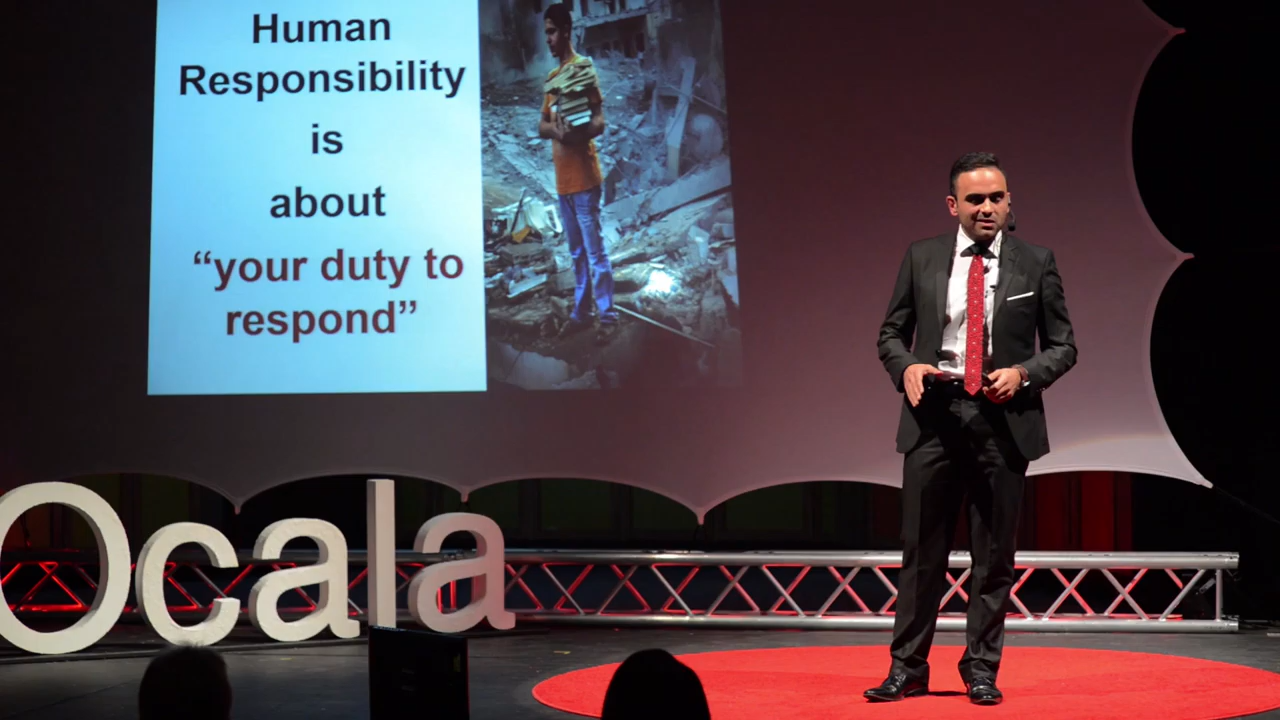 Human
Responsibility
is
about
“your duty to
respond”
Ocala